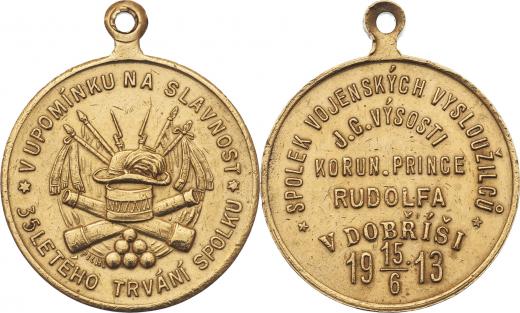 V UPOMÍNKU NA SLAVNOST
35LETÉHO TRVÁNÍ SPOLKU
SPOLEK VOJENSKÝCH VYSLOUŽILCŮ
J.C. VÝSOSTI
KORUN. PRINCE
RUDOLFA
V DOBŘÍŠI
19 15/6 13